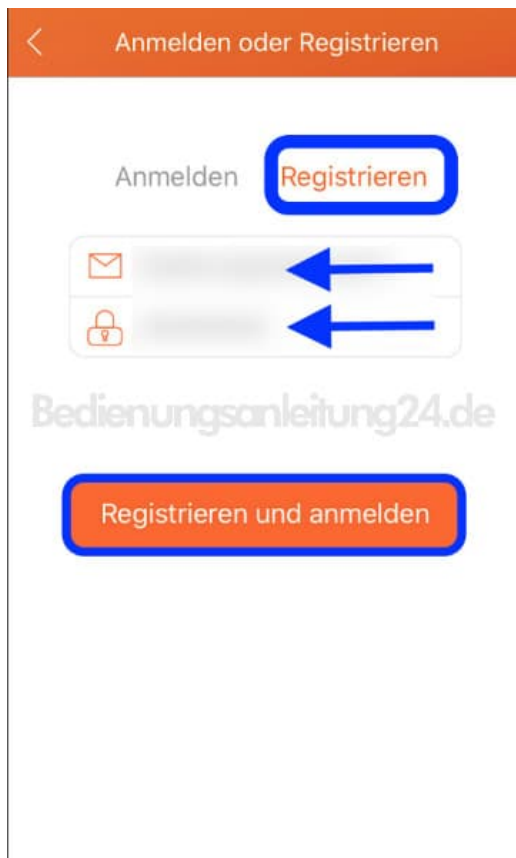 Anmelden oder Registrieren
Anmelden Registrieren
Bedienungsanleitung24.de
Registrieren und anmelden